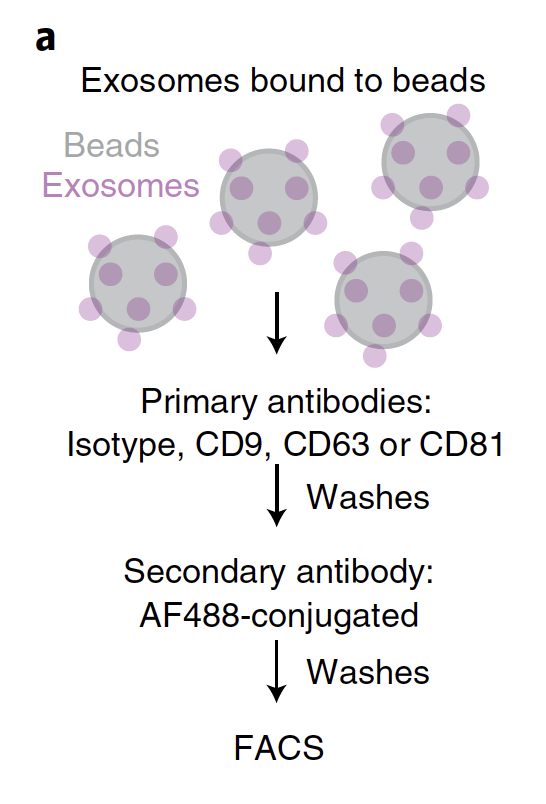 a
Exosomes bound to beads
Beads
Exosomes
Primary antibodies:
Isotype, CD9, CD63 or CD81
Washes
Secondary antibody:
AF488-conjugated
Washes
FACS